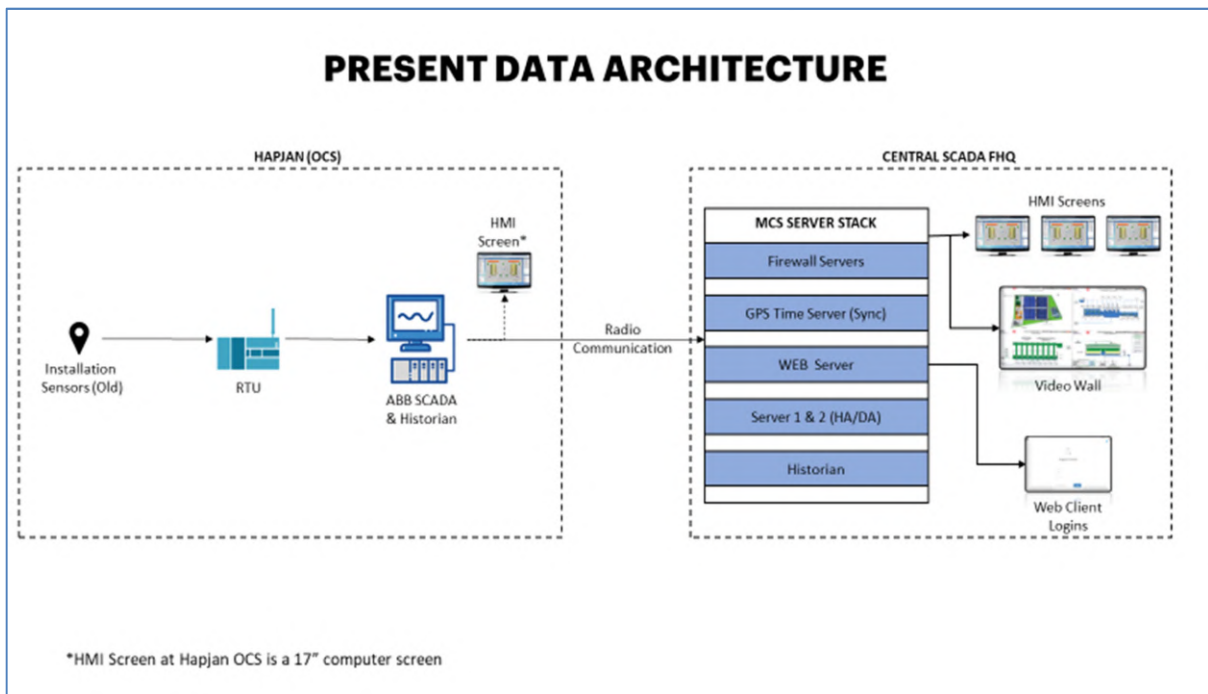 PRESENT DATA ARCHITECTURE
HAPJAN (OCS)
HMI
Screen*
Installation
Sensors (Old)
RTU
ABB SCADA
& Historian
Radio
Communication
CENTRAL SCADA FHQ
MCS SERVER STACK
Firewall Servers
GPS Time Server (Sync)
WEB Server
Server 1 & 2 (HA/DA)
Historian
HMI Screens
Video Wall
Web Client
Logins
*HMI Screen at Hapjan OCS is a 17” computer screen